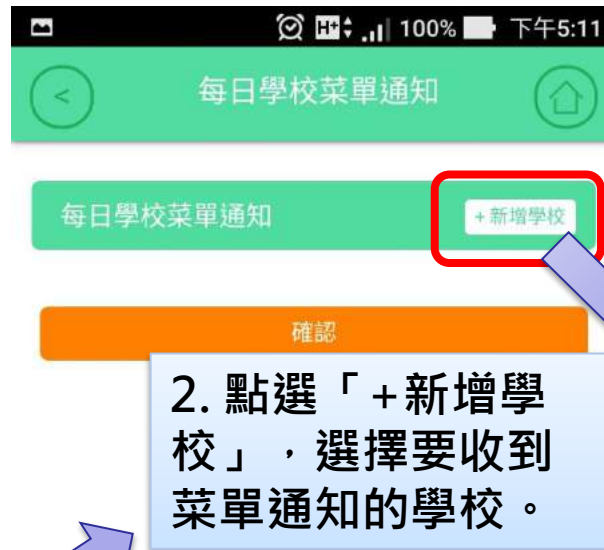 H+ 100% 下午5:11
< 每日學校菜單通知
每日學校菜單通知 +新增學校
確認
2. 點選「+新增學
校」，選擇要收到
菜單通知的學校。